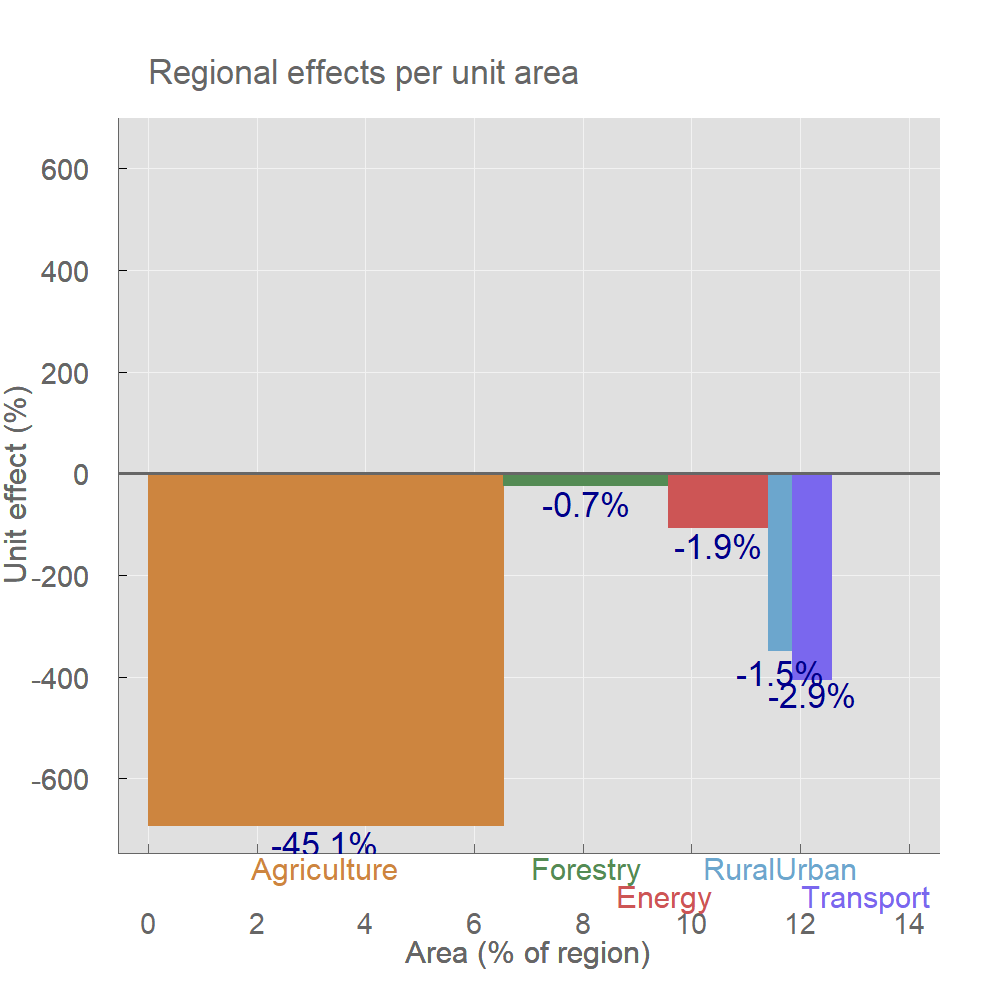 Regional effects per unit area
600
400
200
0
-200
-400
-600
Unit effect (%)
-0.7%
-1.9%
-1.5%
-2.9%
-45.1%
Agriculture
Forestry
RuralUrban
Energy
Transport
0 2 4 6 8 10 12 14
Area (% of region)